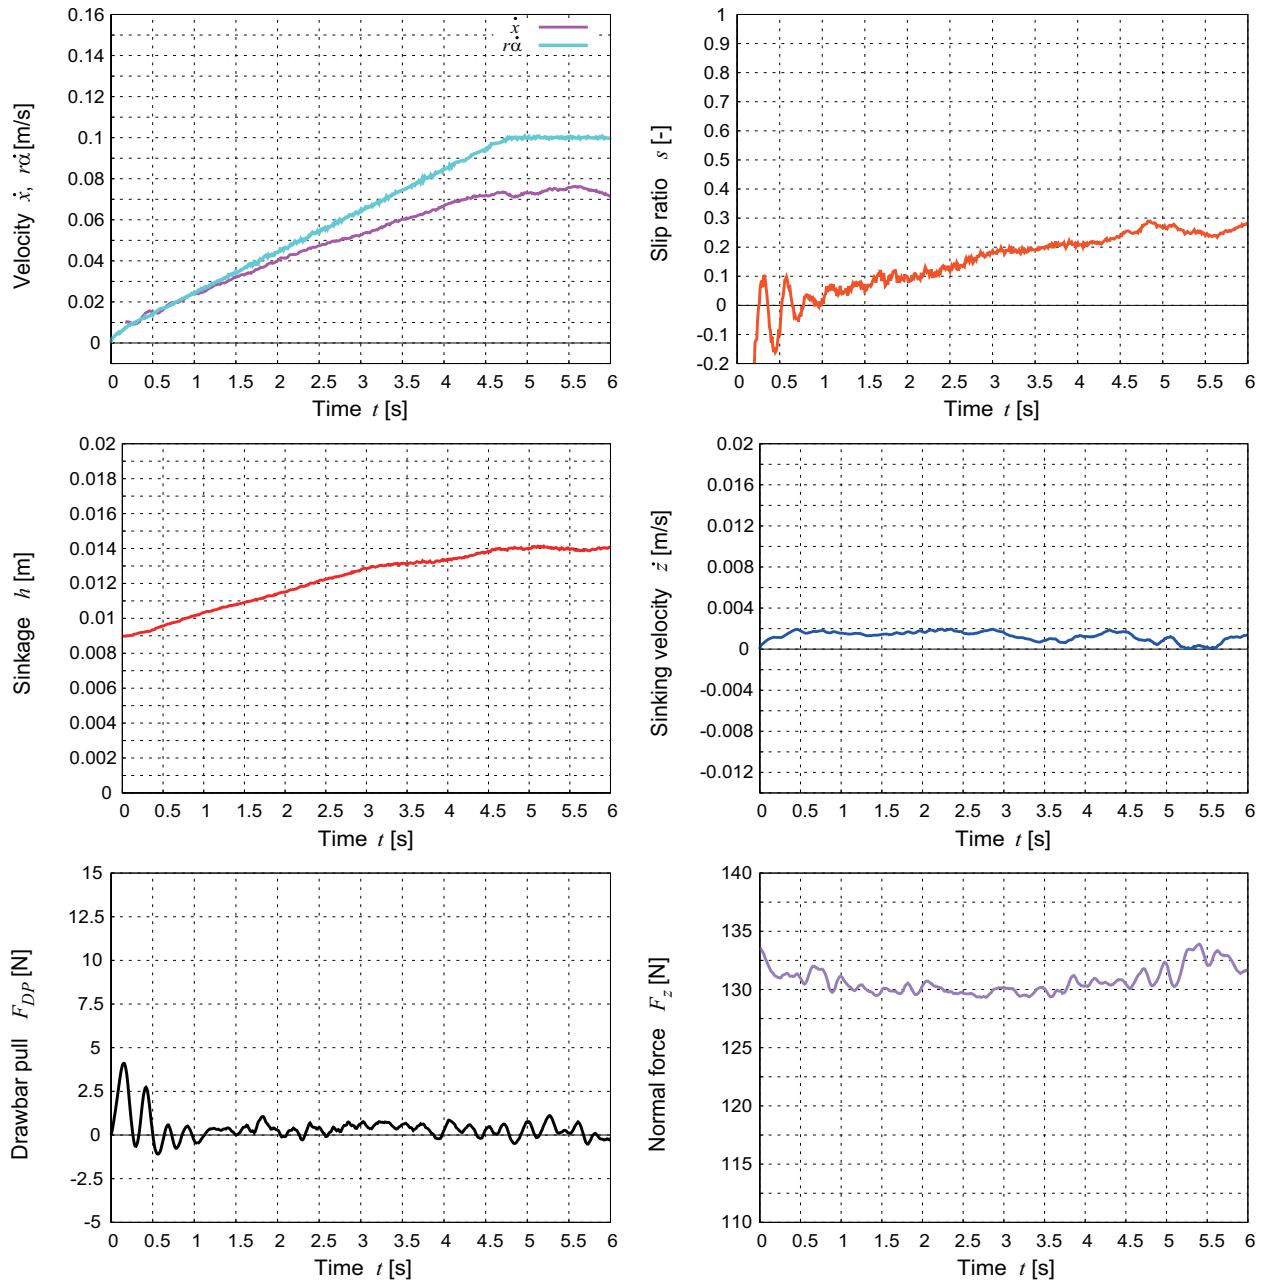 0.16
0.14
0.12
0.1
0.08
0.06
0.04
0.02
0
Velocity ẋ, rα̇ [m/s]
ẋ
rα̇
0 0.5 1 1.5 2 2.5 3 3.5 4 4.5 5 5.5 6
Time t [s]
1
0.9
0.8
0.7
0.6
0.5
0.4
0.3
0.2
0.1
0
-0.1
-0.2
Slip ratio s [-]
0 0.5 1 1.5 2 2.5 3 3.5 4 4.5 5 5.5 6
Time t [s]
0.02
0.018
0.016
0.014
0.012
0.01
0.008
0.006
0.004
0.002
0
Sinkage h [m]
0 0.5 1 1.5 2 2.5 3 3.5 4 4.5 5 5.5 6
Time t [s]
0.02
0.016
0.012
0.008
0.004
0
-0.004
-0.008
-0.012
Sinking velocity ż [m/s]
0 0.5 1 1.5 2 2.5 3 3.5 4 4.5 5 5.5 6
Time t [s]
15
12.5
10
7.5
5
2.5
0
-2.5
-5
Drawbar pull F_DP [N]
0 0.5 1 1.5 2 2.5 3 3.5 4 4.5 5 5.5 6
Time t [s]
140
135
130
125
130
115
110
Normal force F_z [N]
0 0.5 1 1.5 2 2.5 3 3.5 4 4.5 5 5.5 6
Time t [s]